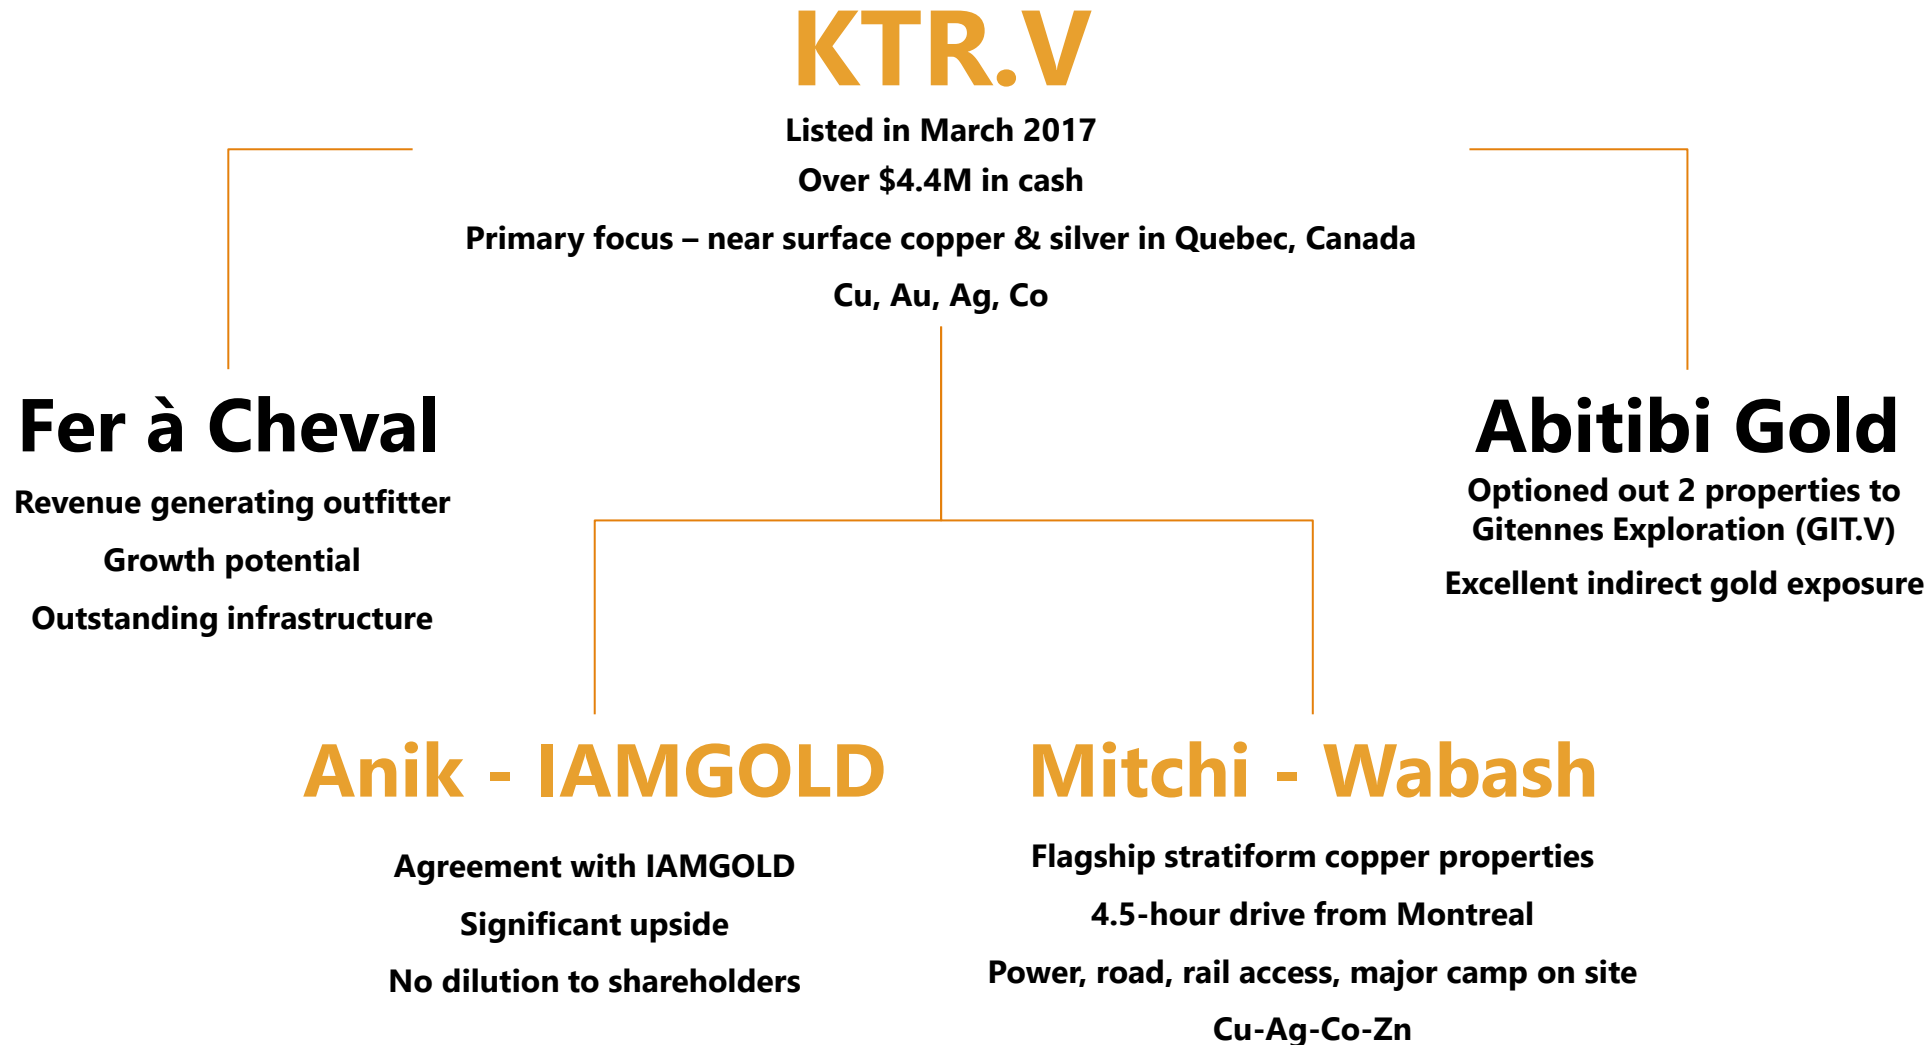 KTR.V
Listed in March 2017
Over $4.4M in cash
Primary focus – near surface copper & silver in Quebec, Canada
Cu, Au, Ag, Co
Fer à Cheval
Revenue generating outfitter
Growth potential
Outstanding infrastructure
Abitibi Gold
Optioned out 2 properties to
Gitennes Exploration (GIT.V)
Excellent indirect gold exposure
Anik - IAMGOLD
Agreement with IAMGOLD
Significant upside
No dilution to shareholders
Mitchi - Wabash
Flagship stratiform copper properties
4.5-hour drive from Montreal
Power, road, rail access, major camp on site
Cu-Ag-Co-Zn